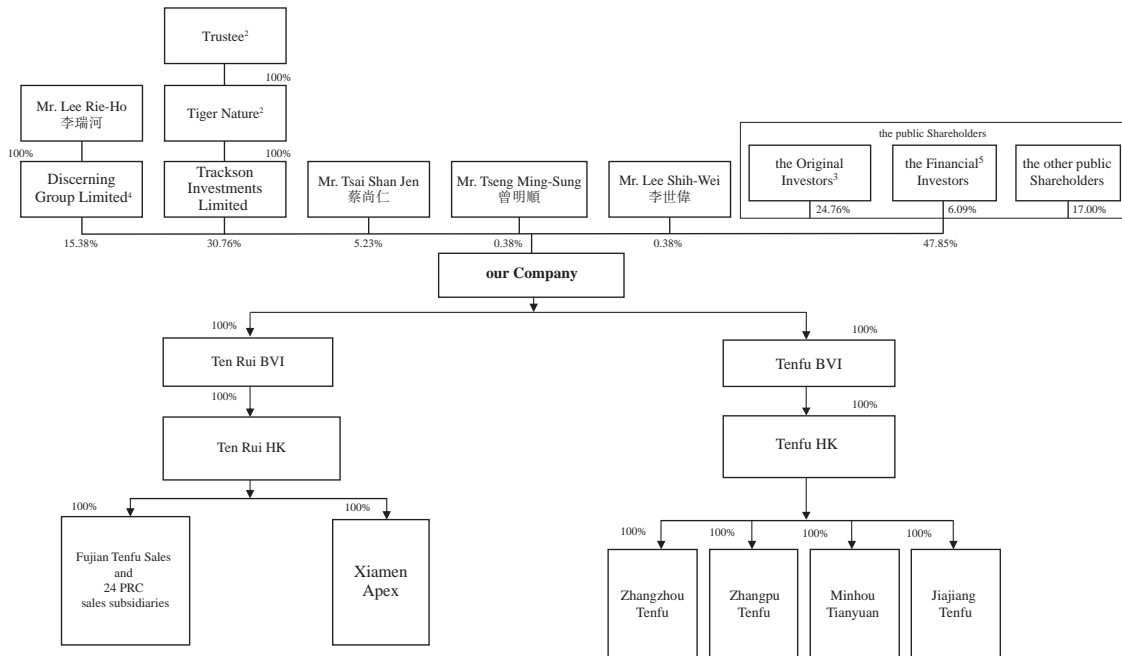 Trustee2
100%
Mr. Lee Rie-Ho
李瑞河
Tiger Nature2
the public Shareholders
100%
100%
Discerning
Group Limited4
Trackson
Investments
Limited
Mr. Tsai Shan Jen
蔡尚仁
Mr. Tseng Ming-Sung
曾明順
Mr. Lee Shih-Wei
李世偉
the Original
Investors3
the Financial5
Investors
the other public
Shareholders
24.76%
6.09%
17.00%
15.38%
30.76%
5.23%
0.38%
0.38%
47.85%
our Company
100%
100%
Ten Rui BVI
Tenfu BVI
100%
100%
Ten Rui HK
Tenfu HK
100%
100%
Fujian Tenfu Sales
and
24 PRC
sales subsidiaries
Xiamen
Apex
100%
100%
100%
100%
Zhangzhou
Tenfu
Zhangpu
Tenfu
Minhou
Tianyuan
Jiajiang
Tenfu